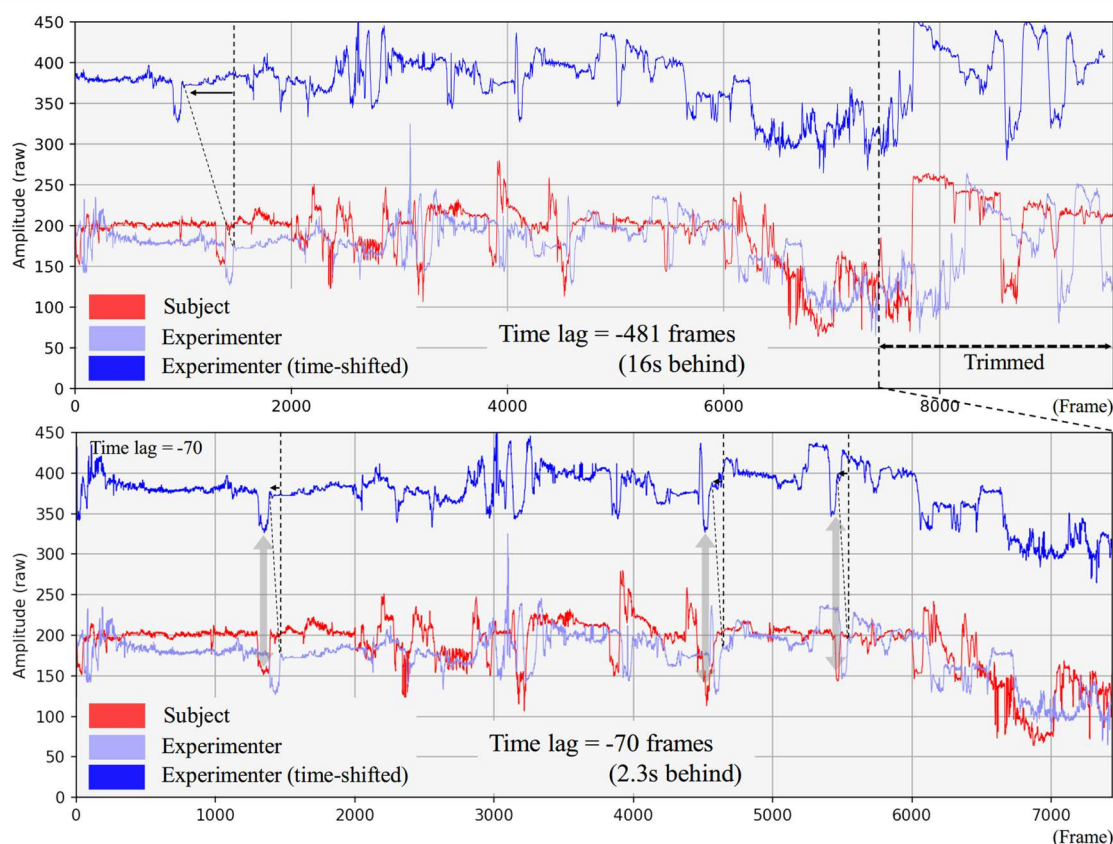 450
400
350
300
250
200
150
100
50
0
Amplitude (raw)
Subject
Experimenter
Experimenter (time-shifted)
Time lag = -481 frames
(16s behind)
Trimmed
0 2000 4000 6000 8000 (Frame)
450
400
350
300
250
200
150
100
50
0
Amplitude (raw)
Time lag = -70
Subject
Experimenter
Experimenter (time-shifted)
Time lag = -70 frames
(2.3s behind)
0 1000 2000 3000 4000 5000 6000 7000
(Frame)